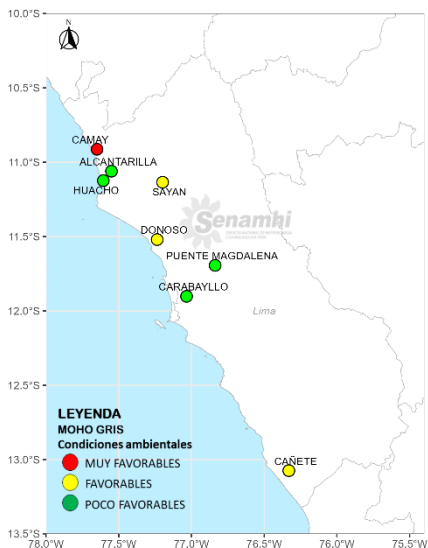 10.0°S
N
10.5°S
CAMAY
11.0°S
ALCANTARILLA
HUACHO
SAYAN
Senamhi
11.5°S
DONOSO
PUENTE MAGDALENA
CARABAYLLO
12.0°S
Lima
12.5°S
LEYENDA
MOHO GRIS
Condiciones ambientales
MUY FAVORABLES
FAVORABLES
POCO FAVORABLES
13.0°S
CAÑETE
13.5°S
78.0°W 77.5°W 77.0°W 76.5°W 76.0°W 75.5°W